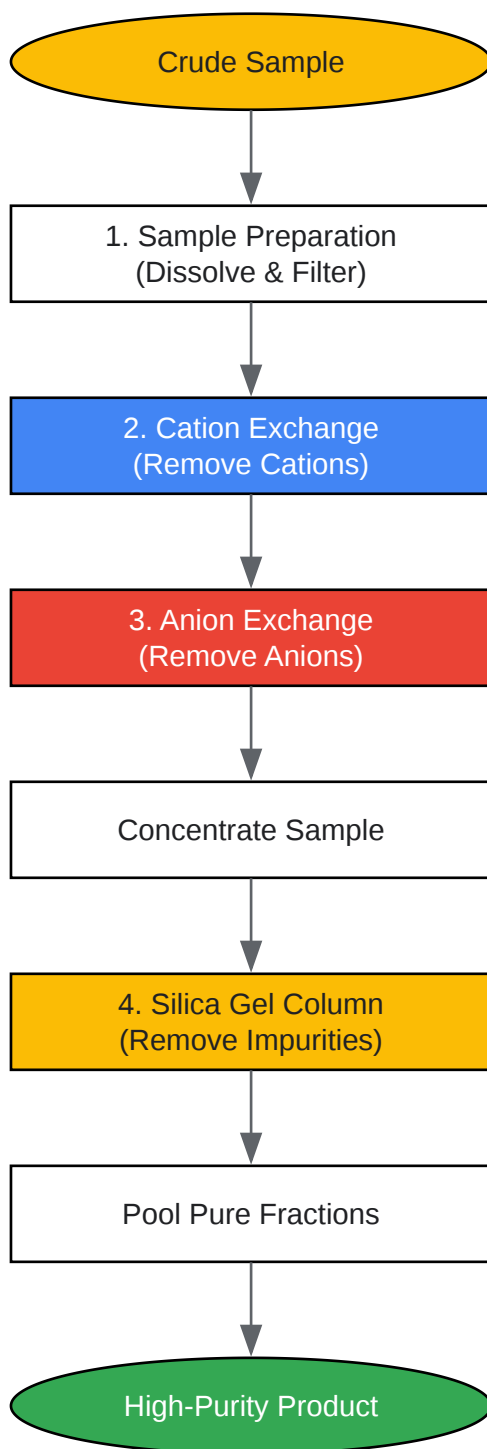 Crude Sample
1. Sample Preparation
(Dissolve & Filter)
2. Cation Exchange
(Remove Cations)
3. Anion Exchange
(Remove Anions)
Concentrate Sample
4. Silica Gel Column
(Remove Impurities)
Pool Pure Fractions
High-Purity Product